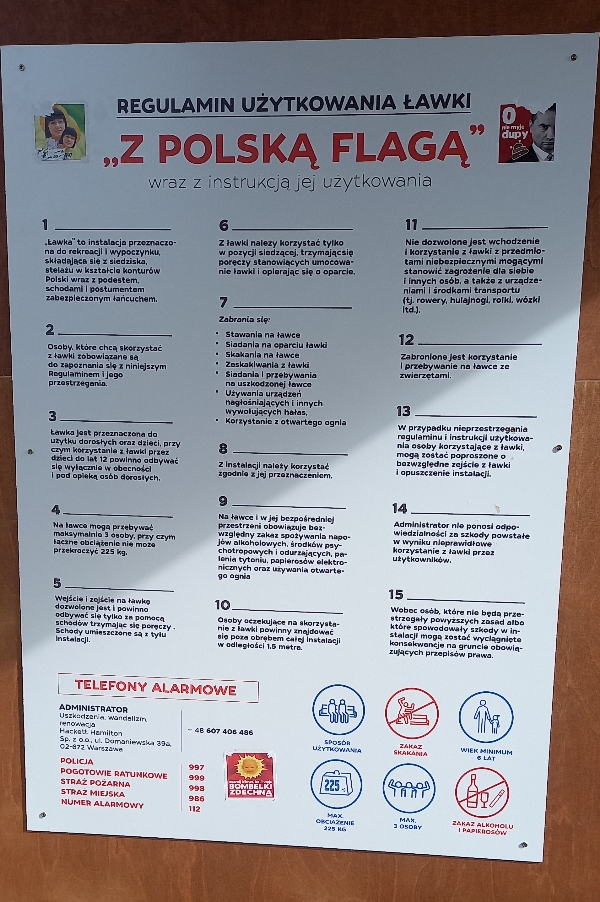 REGULAMIN UŻYTKOWANIA ŁAWKI
„Z POLSKĄ FLAGĄ”
wraz z instrukcją jej użytkowania
0
nie myję
dupy
1
„Ławka” to instalacja przeznaczo-
na do rekreacji i wypoczynku,
składająca się z siedziska,
stelażu w kształcie konturów
Polski wraz z podestem,
schodami i postumentem
zabezpieczonym łańcuchem.
2
Osoby, które chcą skorzystać
z ławki zobowiązane są
do zapoznania się z niniejszym
Regulaminem i jego
przestrzegania.
3
Ławka jest przeznaczona do
użytku dorosłych oraz dzieci, przy
czym korzystanie z ławki przez
dzieci do lat 12 powinno odbywać
się wyłącznie w obecności
i pod opieką osób dorosłych.
4
Na ławce mogą przebywać
maksymalnie 3 osoby, przy czym
łączne obciążenie nie może
przekroczyć 225 kg.
5
Wejście i zejście na ławkę
dozwolone jest i powinno
odbywać się tylko za pomocą
schodów trzymając się poręczy .
Schody umieszczone są z tyłu
instalacji.
6
Z ławki należy korzystać tylko
w pozycji siedzącej, trzymając się
poręczy stanowiących umocowa-
nie ławki i opierając się o oparcie.
7
Zabrania się:
• Stawania na ławce
• Siadania na oparciu ławki
• Skakania na ławce
• Zeskakiwania z ławki
• Siadania i przebywania
na uszkodzonej ławce
• Używania urządzeń
nagłośniających i innych
wywołujących hałas,
• Korzystanie z otwartego ognia
8
Z instalacji należy korzystać
zgodnie z jej przeznaczeniem.
9
Na ławce i w jej bezpośredniej
przestrzeni obowiązuje bez-
względny zakaz spożywania napo-
jów alkoholowych, środków psy-
chotropowych i odurzających, pa-
lenia tytoniu, papierosów elektro-
nicznych oraz używania otwarte-
go ognia
10
Osoby oczekujące na skorzysta-
nie z ławki powinny znajdować
się poza obrębem całej instalacji
w odległości 1,5 metra.
11
Nie dozwolone jest wchodzenie
i korzystanie z ławki z przedmio-
tami niebezpiecznymi mogącymi
stanowić zagrożenie dla siebie
i innych osób, a także z urządze-
niami i środkami transportu
(tj. rowery, hulajnogi, rolki, wózki
itd.).
12
Zabronione jest korzystanie
i przebywanie na ławce ze
zwierzętami.
13
W przypadku nieprzestrzegania
regulaminu i instrukcji użytkowa-
nia osoby korzystające z ławki,
mogą zostać poproszone o
bezwzględne zejście z ławki
i opuszczenie instalacji.
14
Administrator nie ponosi odpo-
wiedzialności za szkody powstałe
w wyniku nieprawidłowe
korzystanie z ławki przez
użytkowników.
15
Wobec osób, które nie będą prze-
strzegały powyższych zasad albo
które spowodowały szkody w in-
stalacji mogą zostać wyciągnięte
konsekwencje na gruncie obowią-
zujących przepisów prawa.
TELEFONY ALARMOWE
ADMINISTRATOR
Uszkodzenia, wandalizm,
renowacja
Hackett Hamilton
Sp. z o.o., ul. Domaniewska 39a,
02-672 Warszawa
– 48 607 406 486
POLICJA 997
POGOTOWIE RATUNKOWE 999
STRAŻ POŻARNA 998
STRAŻ MIEJSKA 986
NUMER ALARMOWY 112
BOMBELKI
ZDECHNĄ
SPOSÓB
UŻYTKOWANIA
ZAKAZ
SKAKANIA
WIEK MINIMUM
6 LAT
225
MAX.
OBCIĄŻENIE
225 KG
MAX.
3 OSOBY
ZAKAZ ALKOHOLU
I PAPIEROSÓW